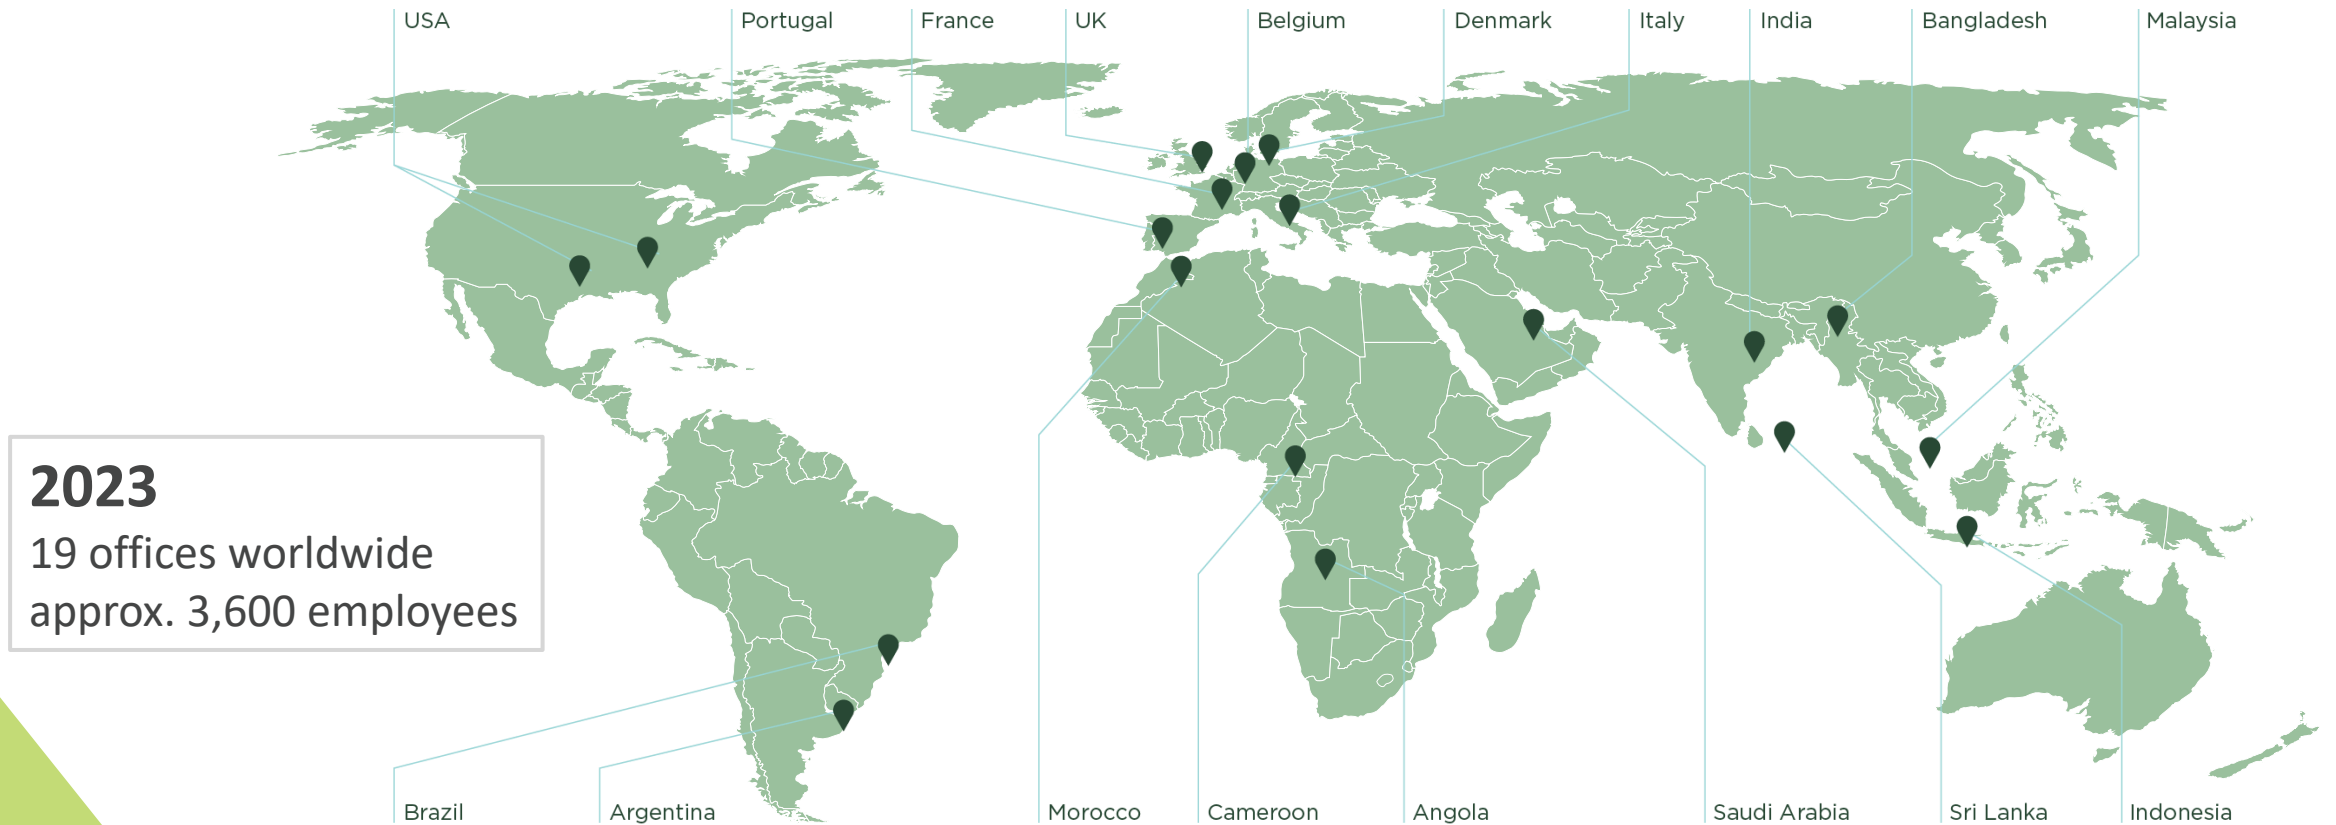 USA
Portugal
France
UK
Belgium
Denmark
Italy
India
Bangladesh
Malaysia
2023
19 offices worldwide
approx. 3,600 employees
Brazil
Argentina
Morocco
Cameroon
Angola
Saudi Arabia
Sri Lanka
Indonesia